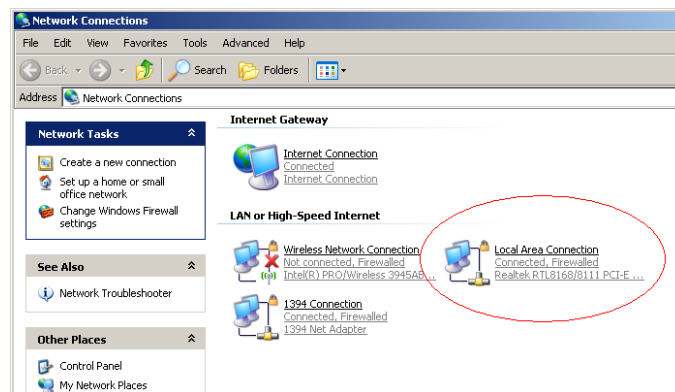 Network Connections
File Edit View Favorites Tools Advanced Help
Back Search Folders
Address Network Connections
Network Tasks
Create a new connection
Set up a home or small
office network
Change Windows Firewall
settings
See Also
Network Troubleshooter
Other Places
Control Panel
My Network Places
Internet Gateway
Internet Connection
Connected
Internet Connection
LAN or High-Speed Internet
Wireless Network Connection
Not connected, Firewalled
Intel(R) PRO/Wireless 3945AB...
Local Area Connection
Connected, Firewalled
Realtek RTL8168/8111 PCI-E ...
1394 Connection
Connected, Firewalled
1394 Net Adapter